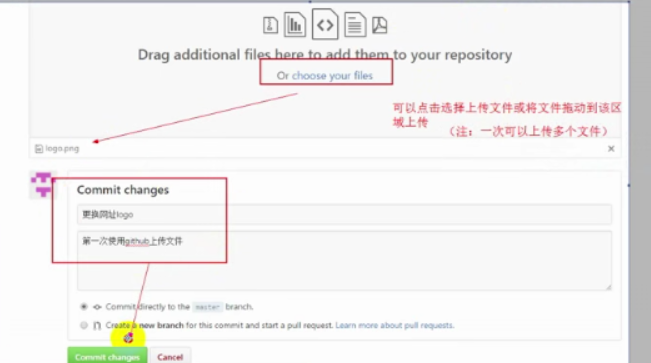 Drag additional files here to add them to your repository
Or choose your files
可以点击选择上传文件或将文件拖动到该区
域上传
（注：一次可以上传多个文件）
logo.png
Commit changes
更换网址logo
第一次使用github上传文件
Commit directly to the master branch.
Create a new branch for this commit and start a pull request. Learn more about pull requests.
Commit changes
Cancel